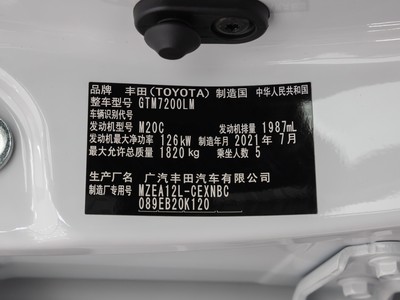 品牌 丰田(TOYOTA) 制造国 中华人民共和国
整车型号 GTM7200LM
车辆识别代号
发动机型号 M20C 发动机排量 1987mL
发动机最大净功率 126kW 制造年月 2021年 7月
最大允许总质量 1820kg 乘坐人数 5
生产厂名 广汽丰田汽车有限公司
制造厂专用号 MZEA12L-CEXNBC
089EB20K120